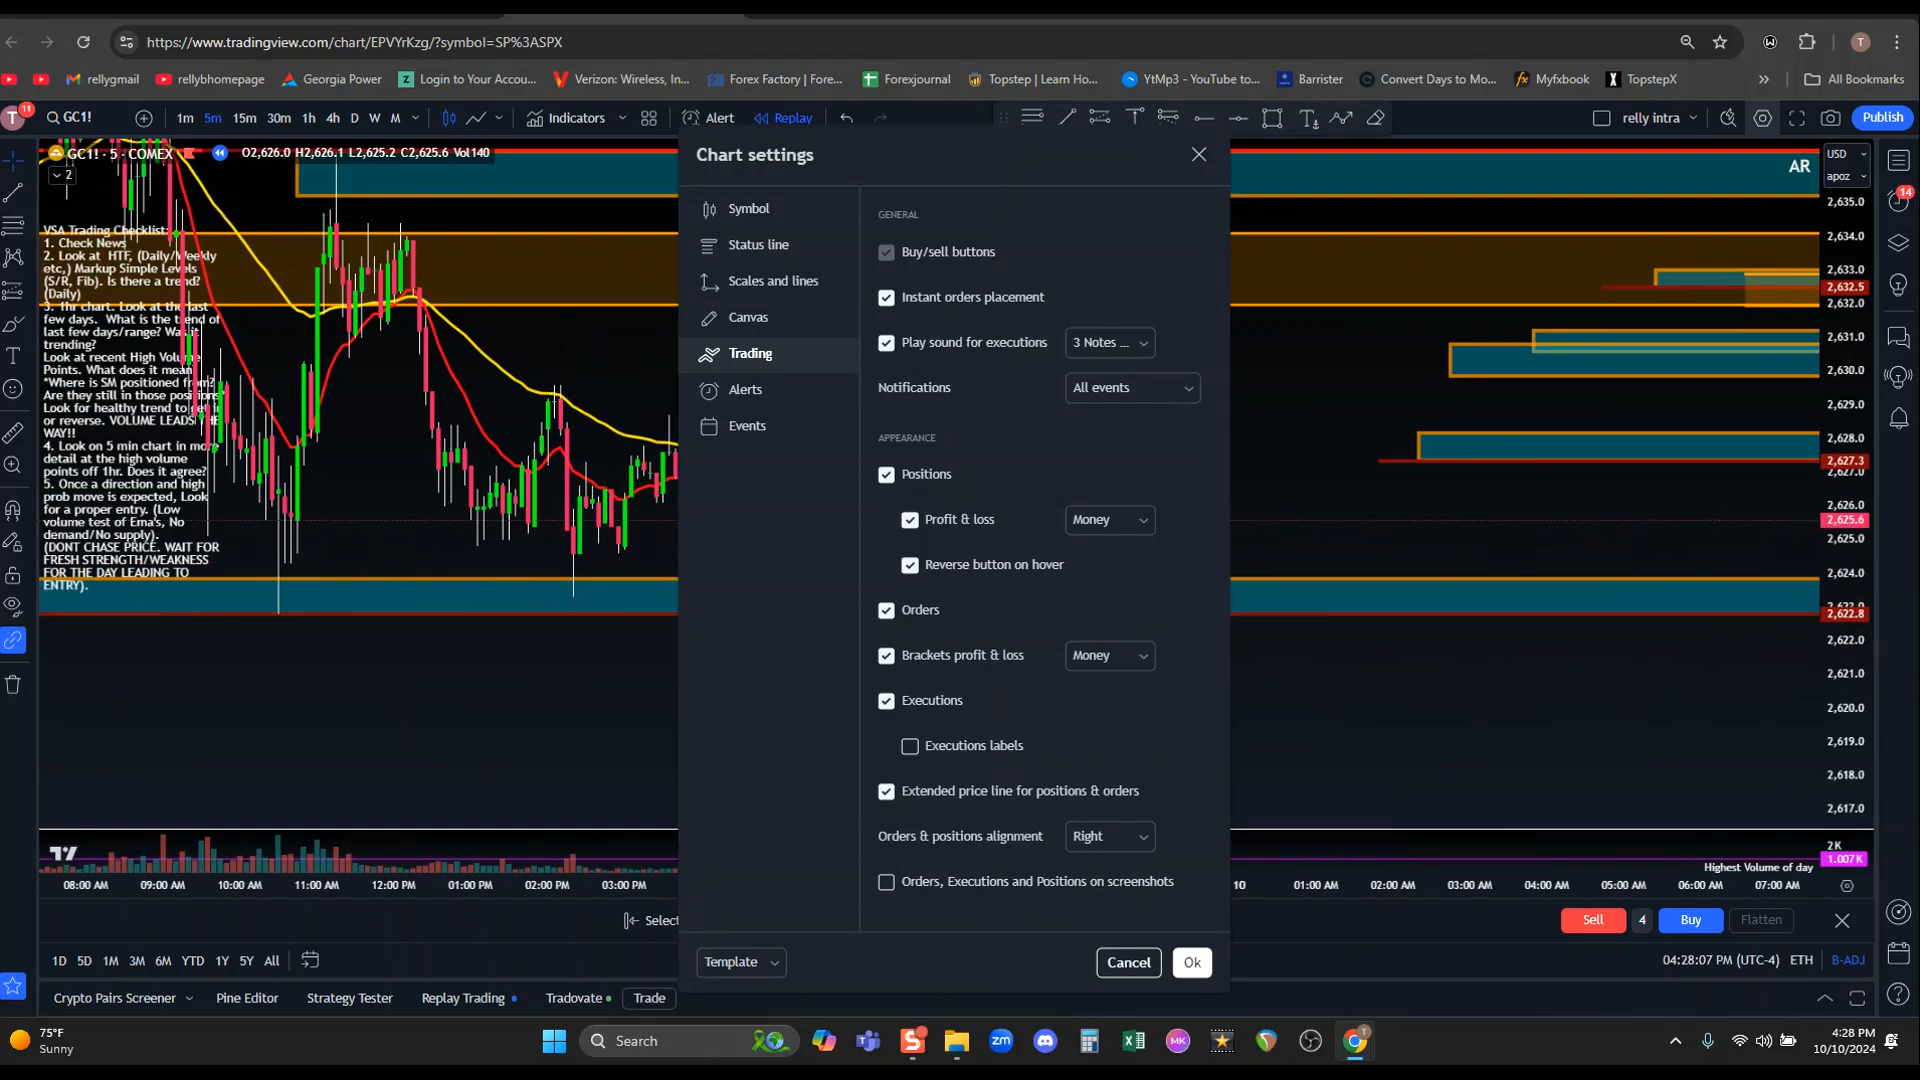 https://www.tradingview.com/chart/EPVYrKzg/?symbol=SP%3ASPX
T
rellygmail
rellybhomepage
Georgia Power
Login to Your Accou...
Verizon: Wireless, In...
Forex Factory | Fore...
Forexjournal
Topstep | Learn Ho...
YtMp3 - YouTube to...
Barrister
Convert Days to Mo...
Myfxbook
TopstepX
All Bookmarks
T
11
GC1!
1m
5m
15m
30m
1h
4h
D
W
M
Indicators
Alert
Replay
relly intra
Publish
GC1! · 5 · COMEX
O2,626.0 H2,626.1 L2,625.2 C2,625.6 Vol140
2
VSA Trading Checklist:
1. Check News
2. Look at HTF, (Daily/Weekly
etc,) Markup Simple Levels
(S/R, Fib). Is there a trend?
(Daily)
3. 1hr chart. Look at the last
few days. What is the trend of
last few days/range? Was it
trending?
Look at recent High Volume
Points. What does it mean
*Where is SM positioned from?
Are they still in those positions
Look for healthy trend to get in
or reverse. VOLUME LEADS THE
WAY!!
4. Look on 5 min chart in more
detail at the high volume
points off 1hr. Does it agree?
5. Once a direction and high
prob move is expected, Look
for a proper entry. (Low
volume test of Ema's, No
demand/No supply).
(DONT CHASE PRICE. WAIT FOR
FRESH STRENGTH/WEAKNESS
FOR THE DAY LEADING TO
ENTRY).
Chart settings
Symbol
Status line
Scales and lines
Canvas
Trading
Alerts
Events
GENERAL
Buy/sell buttons
Instant orders placement
Play sound for executions
3 Notes ...
Notifications
All events
APPEARANCE
Positions
Profit & loss
Money
Reverse button on hover
Orders
Brackets profit & loss
Money
Executions
Executions labels
Extended price line for positions & orders
Orders & positions alignment
Right
Orders, Executions and Positions on screenshots
Template
Cancel
Ok
AR
USD
apoz
14
2,635.0
2,634.0
2,633.0
2,632.5
2,632.0
2,631.0
2,630.0
2,629.0
2,628.0
2,627.3
2,627.0
2,626.0
2,625.6
2,625.0
2,624.0
2,622.8
2,622.0
2,621.0
2,620.0
2,619.0
2,618.0
2,617.0
2K
1.007K
Highest Volume of day
08:00 AM
09:00 AM
10:00 AM
11:00 AM
12:00 PM
01:00 PM
02:00 PM
03:00 PM
10
01:00 AM
02:00 AM
03:00 AM
04:00 AM
05:00 AM
06:00 AM
07:00 AM
Select
Sell
4
Buy
Flatten
1D
5D
1M
3M
6M
YTD
1Y
5Y
All
04:28:07 PM (UTC-4)
ETH
B-ADJ
Crypto Pairs Screener
Pine Editor
Strategy Tester
Replay Trading
Tradovate
Trade
75°F
Sunny
Search
zm
MK
4:28 PM
10/10/2024